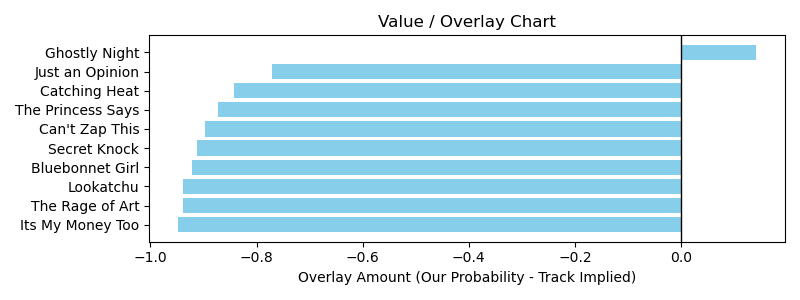 Value / Overlay Chart
Ghostly Night
Just an Opinion
Catching Heat
The Princess Says
Can't Zap This
Secret Knock
Bluebonnet Girl
Lookatchu
The Rage of Art
Its My Money Too
−1.0 −0.8 −0.6 −0.4 −0.2 0.0
Overlay Amount (Our Probability - Track Implied)